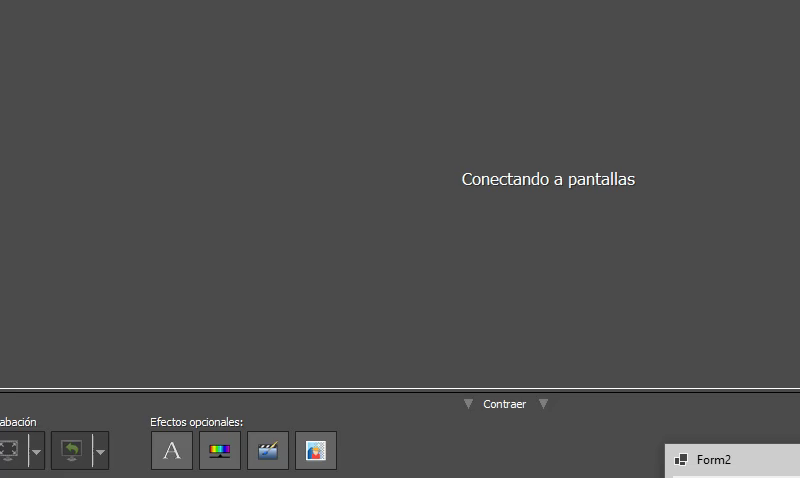 Conectando a pantallas
Contraer
abación
Efectos opcionales:
A
Form2